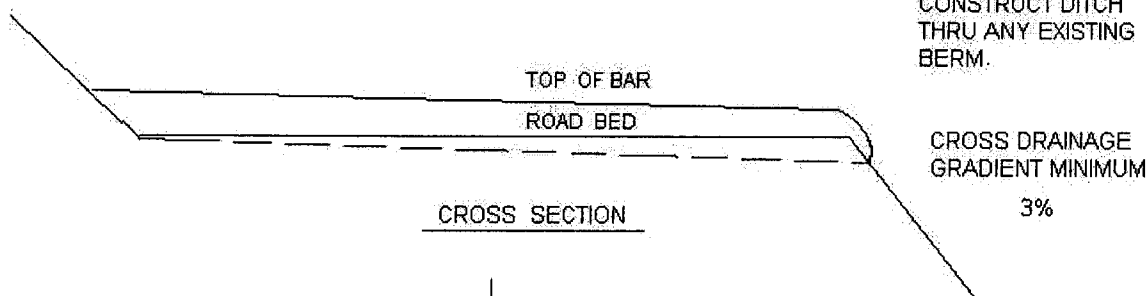 CONSTRUCT DITCH
THRU ANY EXISTING
BERM.
TOP OF BAR
ROAD BED
CROSS DRAINAGE
GRADIENT MINIMUM
3%
CROSS SECTION